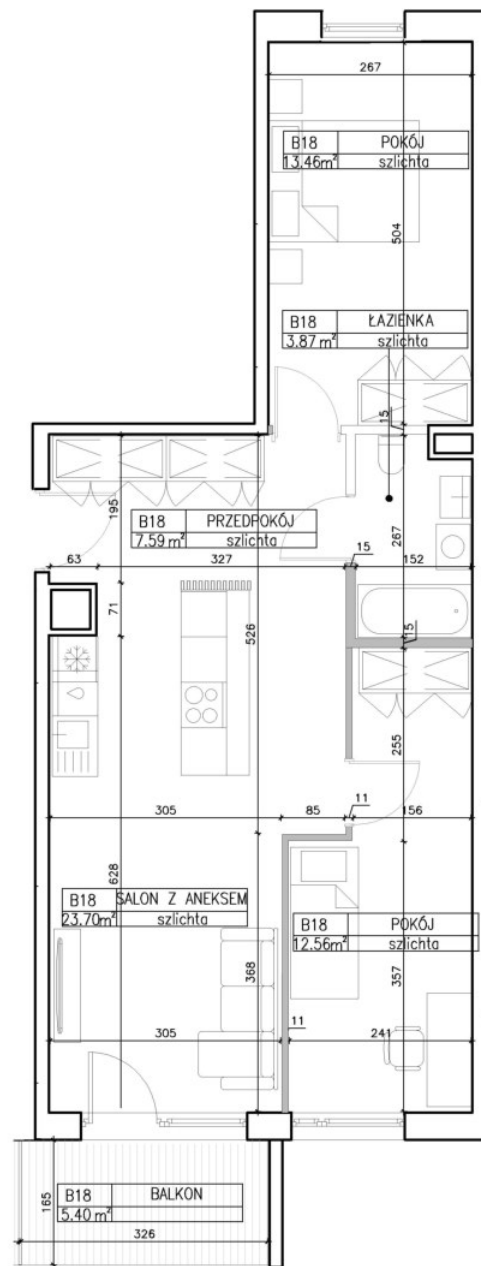 267
B18 POKÓJ
13.46m² szlichta
504
B18 ŁAZIENKA
3.87 m² szlichta
15
195
B18 PRZEDPOKÓJ
7.59 m² szlichta
267
63 327 15 152
71
526
15
255
305 85 11 156
628
B18 SALON Z ANEKSEM
23.70m² szlichta
B18 POKÓJ
12.56m² szlichta
368
357
11
305 241
B18 BALKON
5.40 m²
165
326